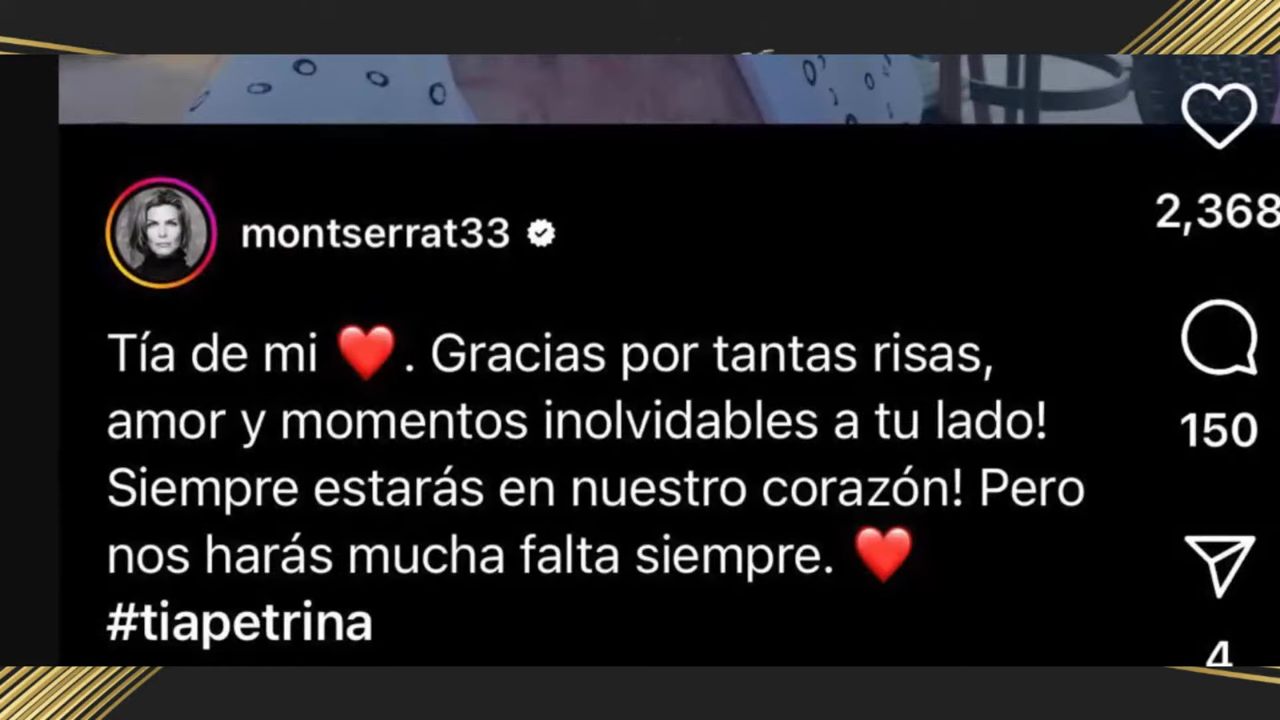 montserrat33
Tía de mi ❤️. Gracias por tantas risas,
amor y momentos inolvidables a tu lado!
Siempre estarás en nuestro corazón! Pero
nos harás mucha falta siempre. ❤️
#tiapetrina
2,368
150
4